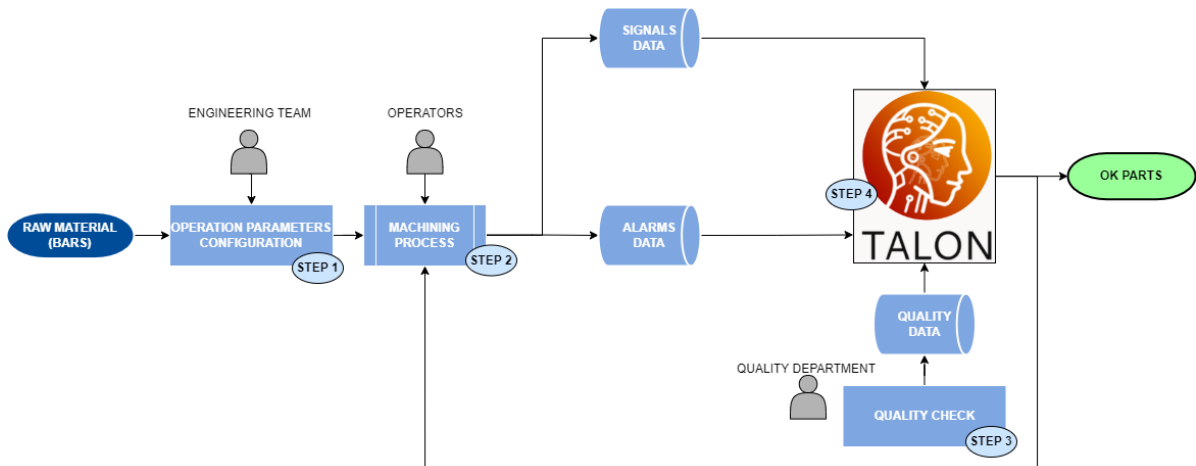 SIGNALS
DATA
ENGINEERING TEAM
OPERATORS
STEP 4
OK PARTS
RAW MATERIAL
(BARS)
OPERATION PARAMETERS
CONFIGURATION
STEP 1
MACHINING
PROCESS
STEP 2
ALARMS
DATA
TALON
QUALITY
DATA
QUALITY DEPARTMENT
QUALITY CHECK
STEP 3